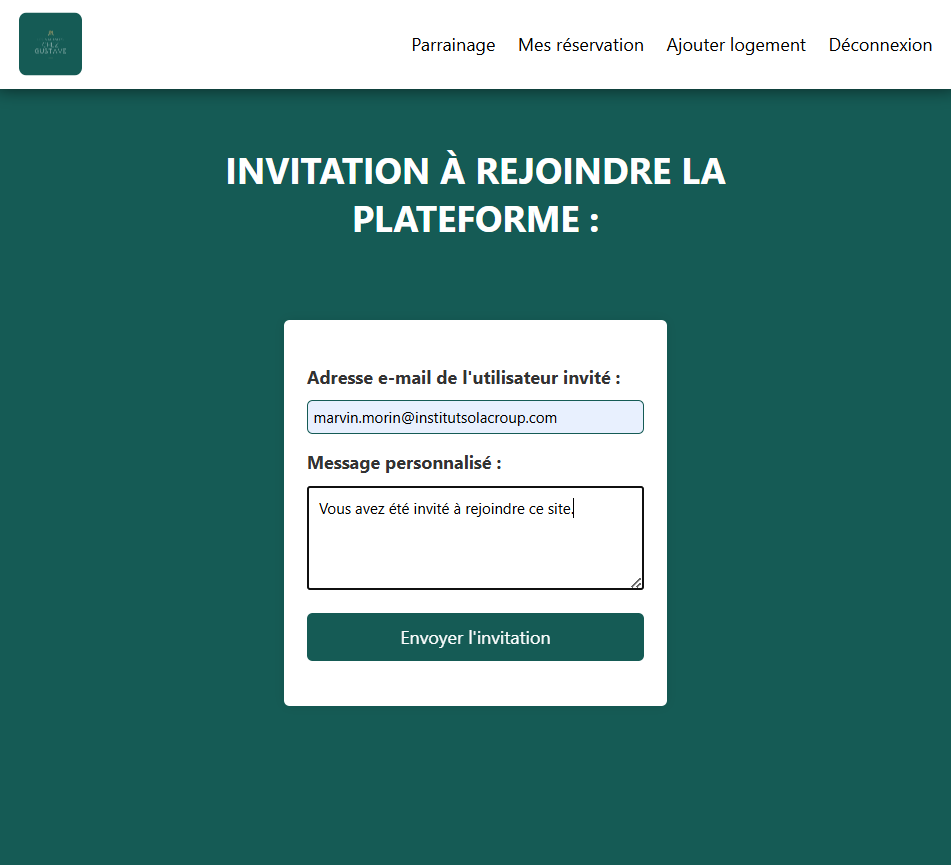 GUSTAVE
Parrainage Mes réservation Ajouter logement Déconnexion
INVITATION À REJOINDRE LA
PLATEFORME :
Adresse e-mail de l'utilisateur invité :
marvin.morin@institutsolacroup.com
Message personnalisé :
Vous avez été invité à rejoindre ce site.
Envoyer l'invitation